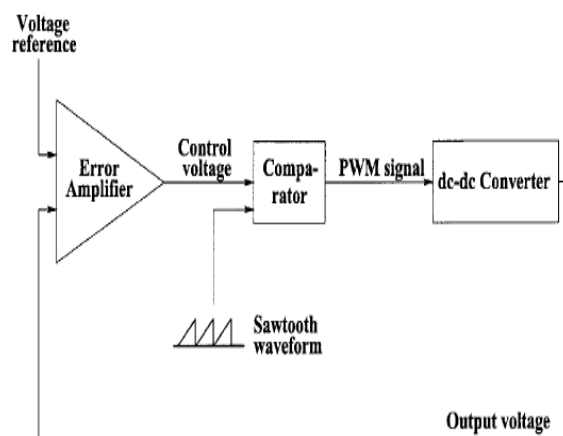 Voltage
reference
Error
Amplifier
Control
voltage
Compa-
rator
PWM signal
dc-dc Converter
Sawtooth
waveform
Output voltage